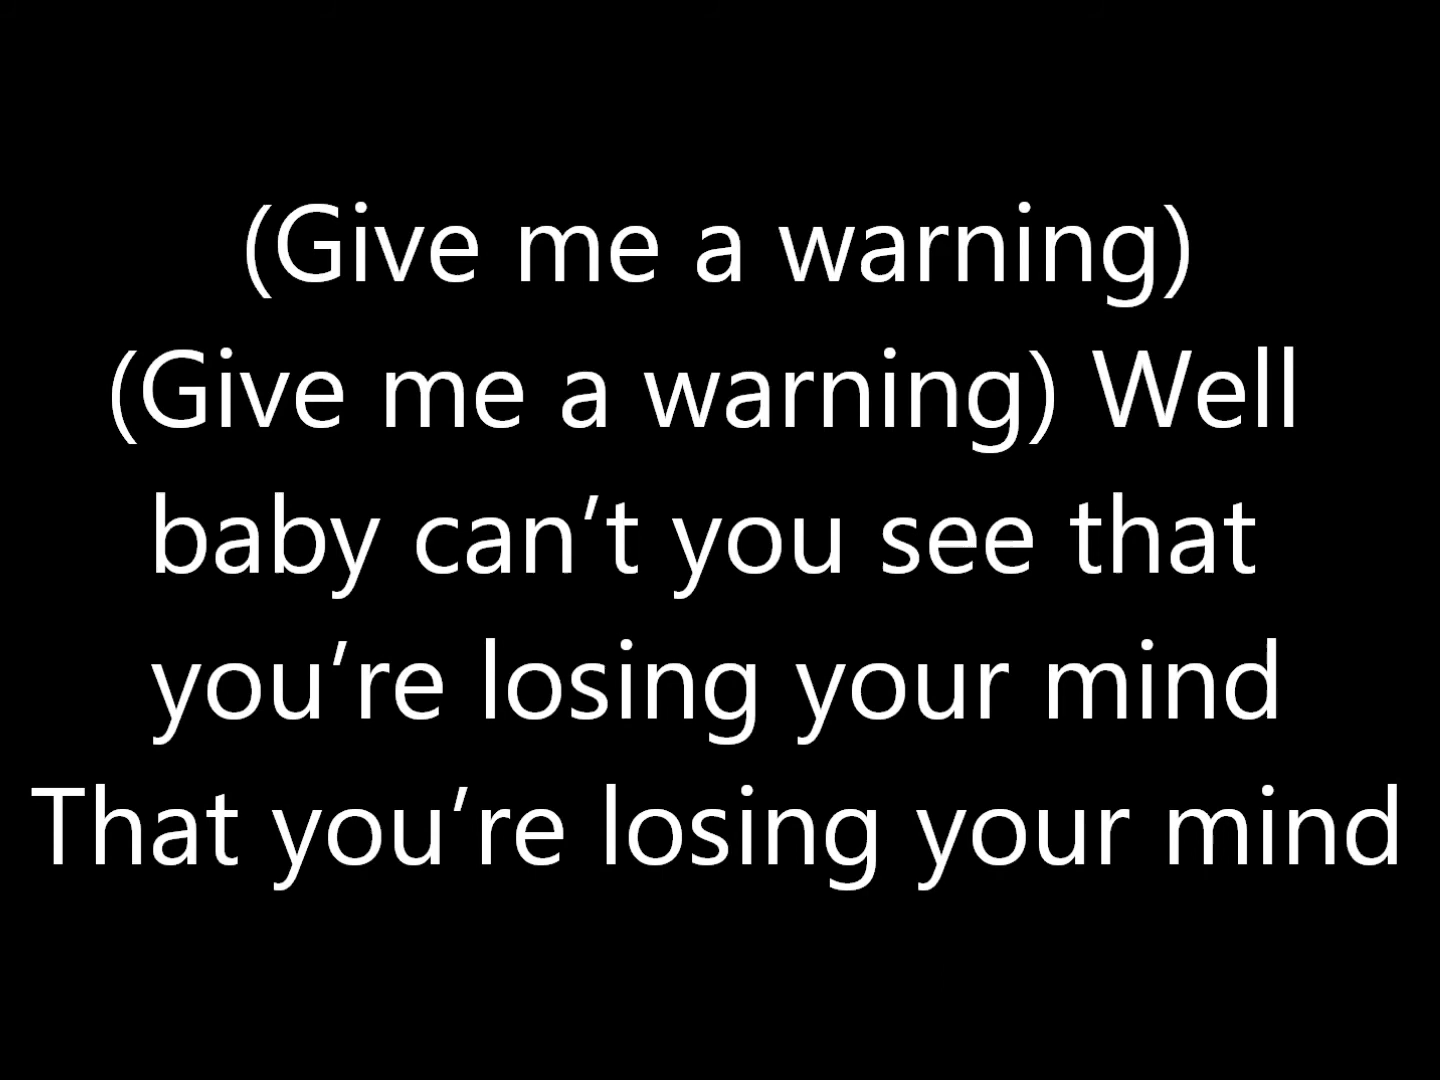 (Give me a warning)
(Give me a warning) Well
baby can’t you see that
you’re losing your mind
That you’re losing your mind